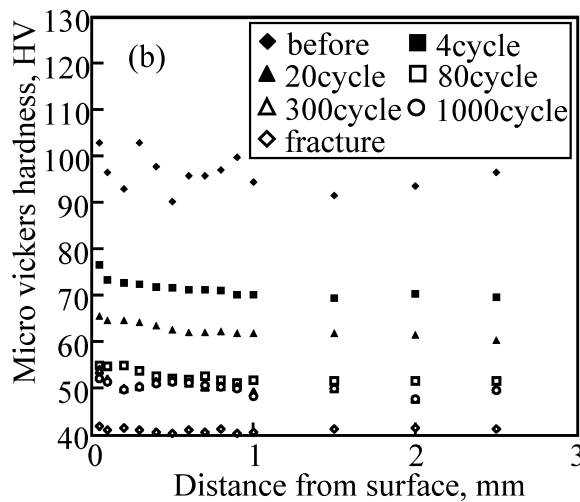 130
120
110
100
90
80
70
60
50
40
Micro vickers hardness, HV
(b)
before 4cycle
20cycle 80cycle
300cycle 1000cycle
fracture
0 1 2 3
Distance from surface, mm